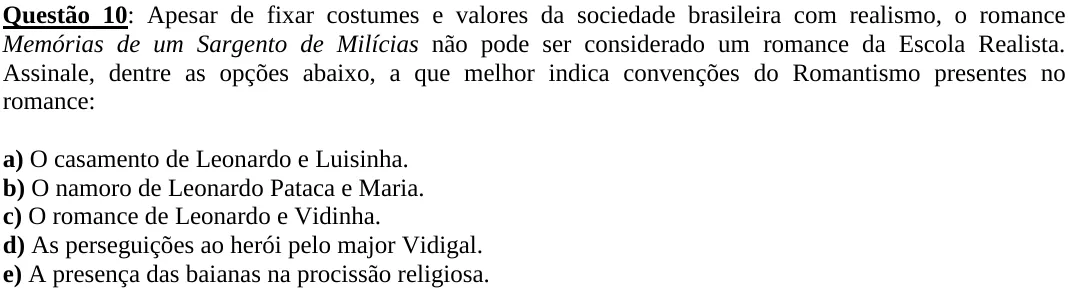 Questão 10: Apesar de fixar costumes e valores da sociedade brasileira com realismo, o romance
Memórias de um Sargento de Milícias não pode ser considerado um romance da Escola Realista.
Assinale, dentre as opções abaixo, a que melhor indica convenções do Romantismo presentes no
romance:
a) O casamento de Leonardo e Luisinha.
b) O namoro de Leonardo Pataca e Maria.
c) O romance de Leonardo e Vidinha.
d) As perseguições ao herói pelo major Vidigal.
e) A presença das baianas na procissão religiosa.